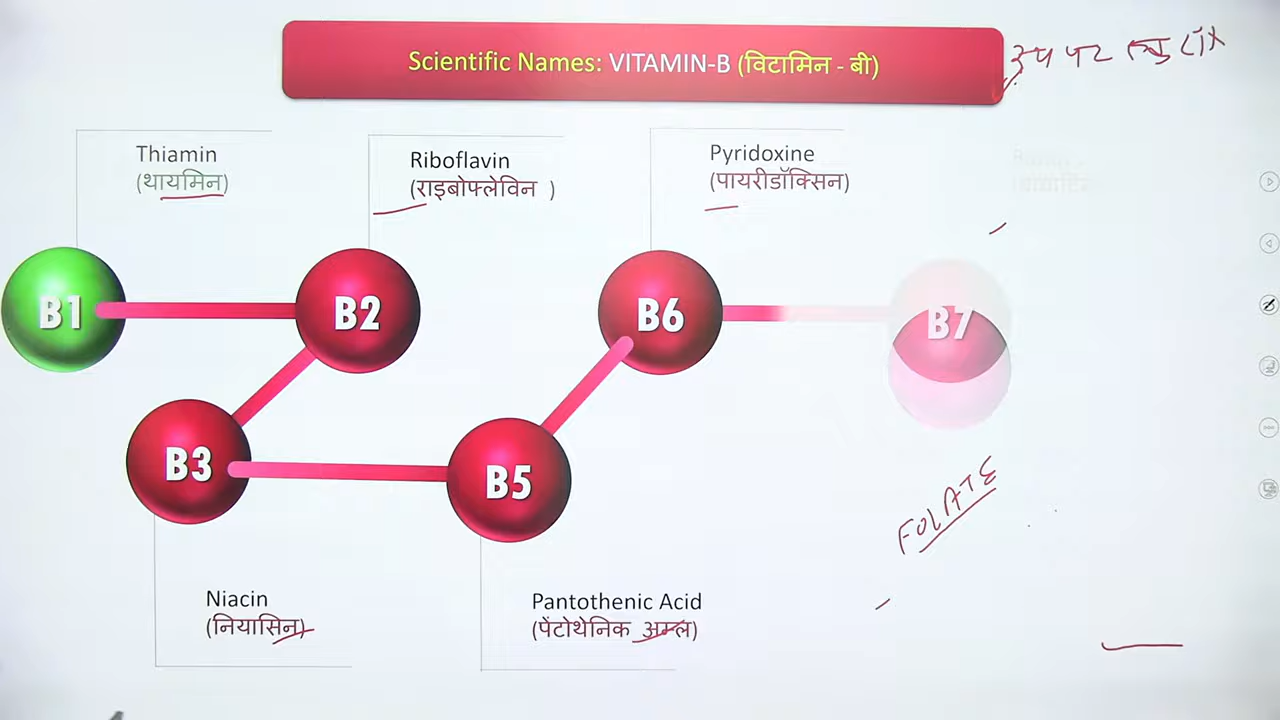 Scientific Names: VITAMIN-B (विटामिन - बी)
Thiamin
(थायमिन)
Riboflavin
(राइबोफ्लेविन )
Pyridoxine
(पायरीडॉक्सिन)
B1
B2
B6
B7
B3
B5
FOLATE
Niacin
(नियासिन)
Pantothenic Acid
(पेंटोथेनिक अम्ल)